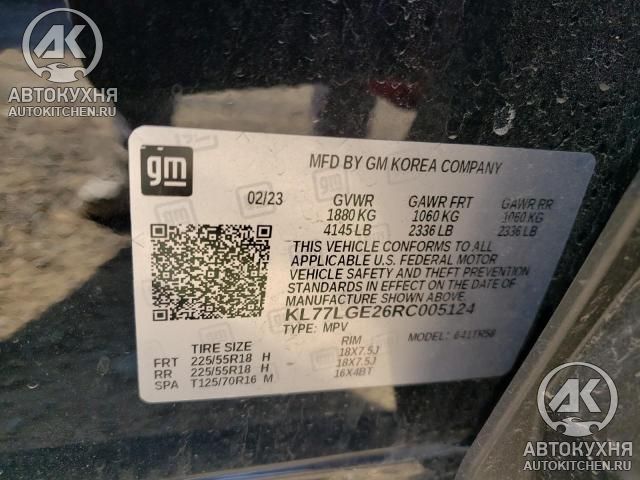 АК
АВТОКУХНЯ
AUTOKITCHEN.RU
gm
MFD BY GM KOREA COMPANY
02/23 GVWR GAWR FRT GAWR RR
1880 KG 1060 KG 1060 KG
4145 LB 2336 LB 2336 LB
THIS VEHICLE CONFORMS TO ALL
APPLICABLE U.S. FEDERAL MOTOR
VEHICLE SAFETY AND THEFT PREVENTION
STANDARDS IN EFFECT ON THE DATE OF
MANUFACTURE SHOWN ABOVE.
KL77LGE26RC005124
TYPE: MPV MODEL: 641TR58
TIRE SIZE RIM
FRT 225/55R18 H 18X7.5J
RR 225/55R18 H 18X7.5J
SPA T125/70R16 M 16X4BT
АК
АВТОКУХНЯ
AUTOKITCHEN.RU